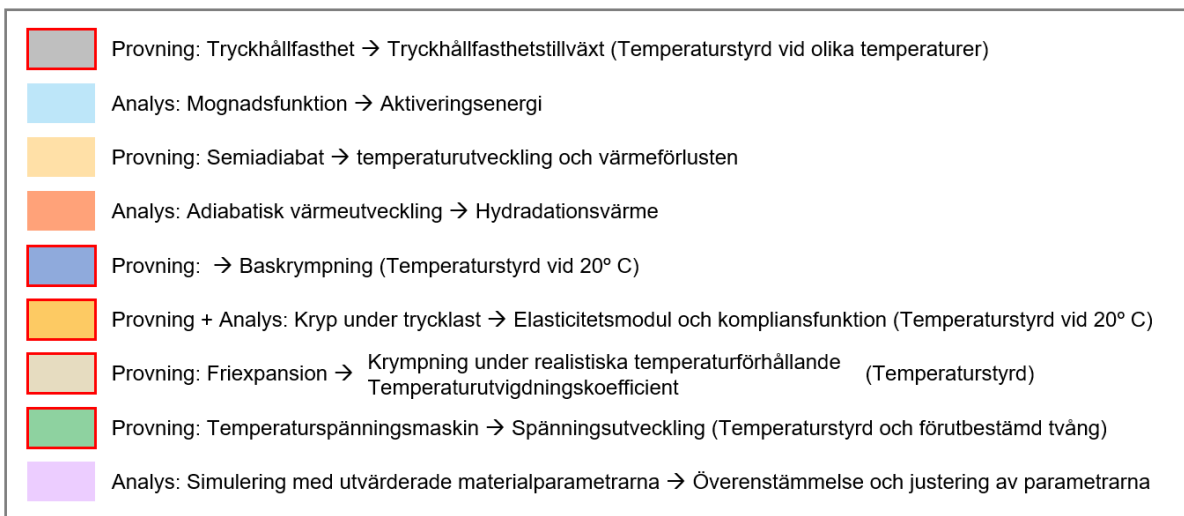 Provning: Tryckhållfasthet → Tryckhållfasthetstillväxt (Temperaturstyrd vid olika temperaturer)
Analys: Mognadsfunktion → Aktiveringsenergi
Provning: Semiadiabat → temperaturutveckling och värmeförlusten
Analys: Adiabatisk värmeutveckling → Hydradationsvärme
Provning: → Baskrympning (Temperaturstyrd vid 20º C)
Provning + Analys: Kryp under trycklast → Elasticitetsmodul och kompliansfunktion (Temperaturstyrd vid 20º C)
Provning: Friexpansion → Krympning under realistiska temperaturförhållande
Temperaturutvigdningskoefficient (Temperaturstyrd)
Provning: Temperaturspänningsmaskin → Spänningsutveckling (Temperaturstyrd och förutbestämd tvång)
Analys: Simulering med utvärderade materialparametrarna → Överenstämmelse och justering av parametrarna